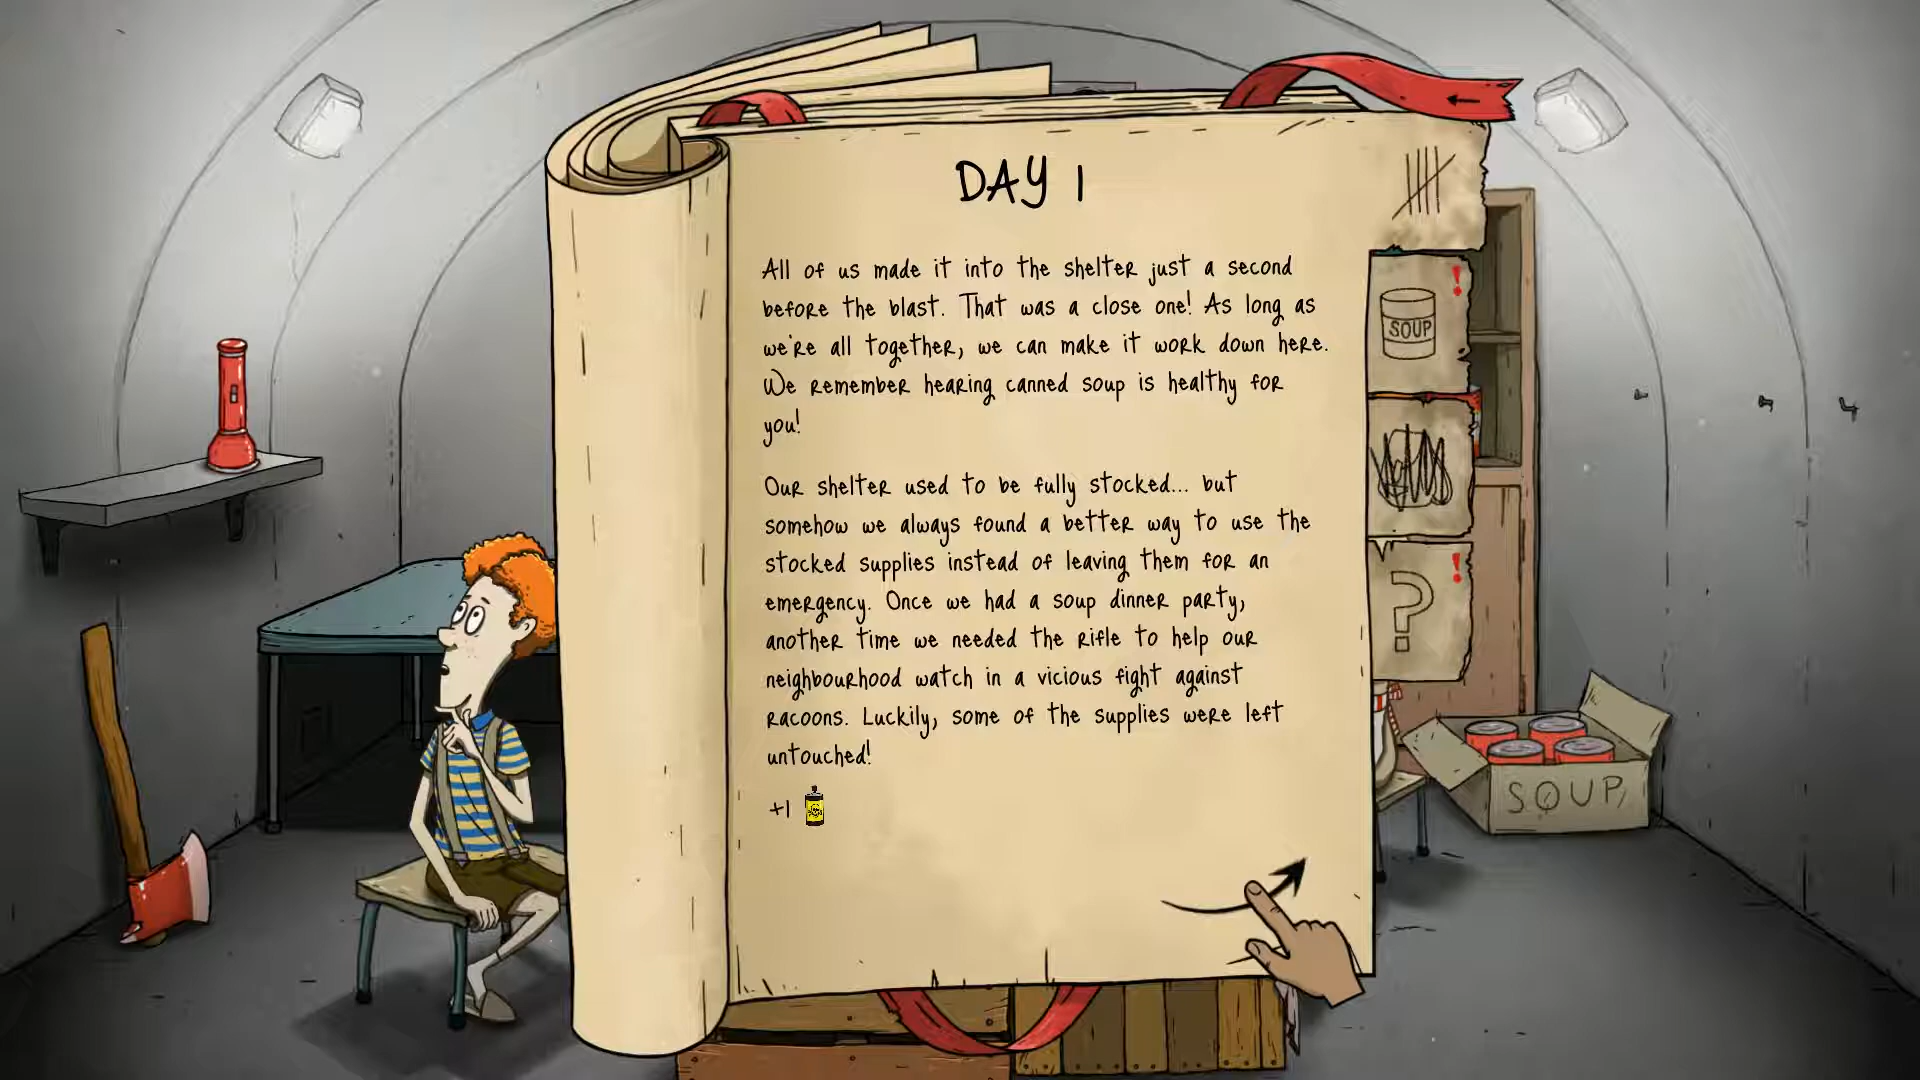 DAY 1
All of us made it into the shelter just a second
before the blast. That was a close one! As long as
we're all together, we can make it work down here.
We remember hearing canned soup is healthy for
you!
Our shelter used to be fully stocked... but
somehow we always found a better way to use the
stocked supplies instead of leaving them for an
emergency. Once we had a soup dinner party,
another time we needed the rifle to help our
neighbourhood watch in a vicious fight against
racoons. Luckily, some of the supplies were left
untouched!
+1
!
SOUP
!
?
SOUP